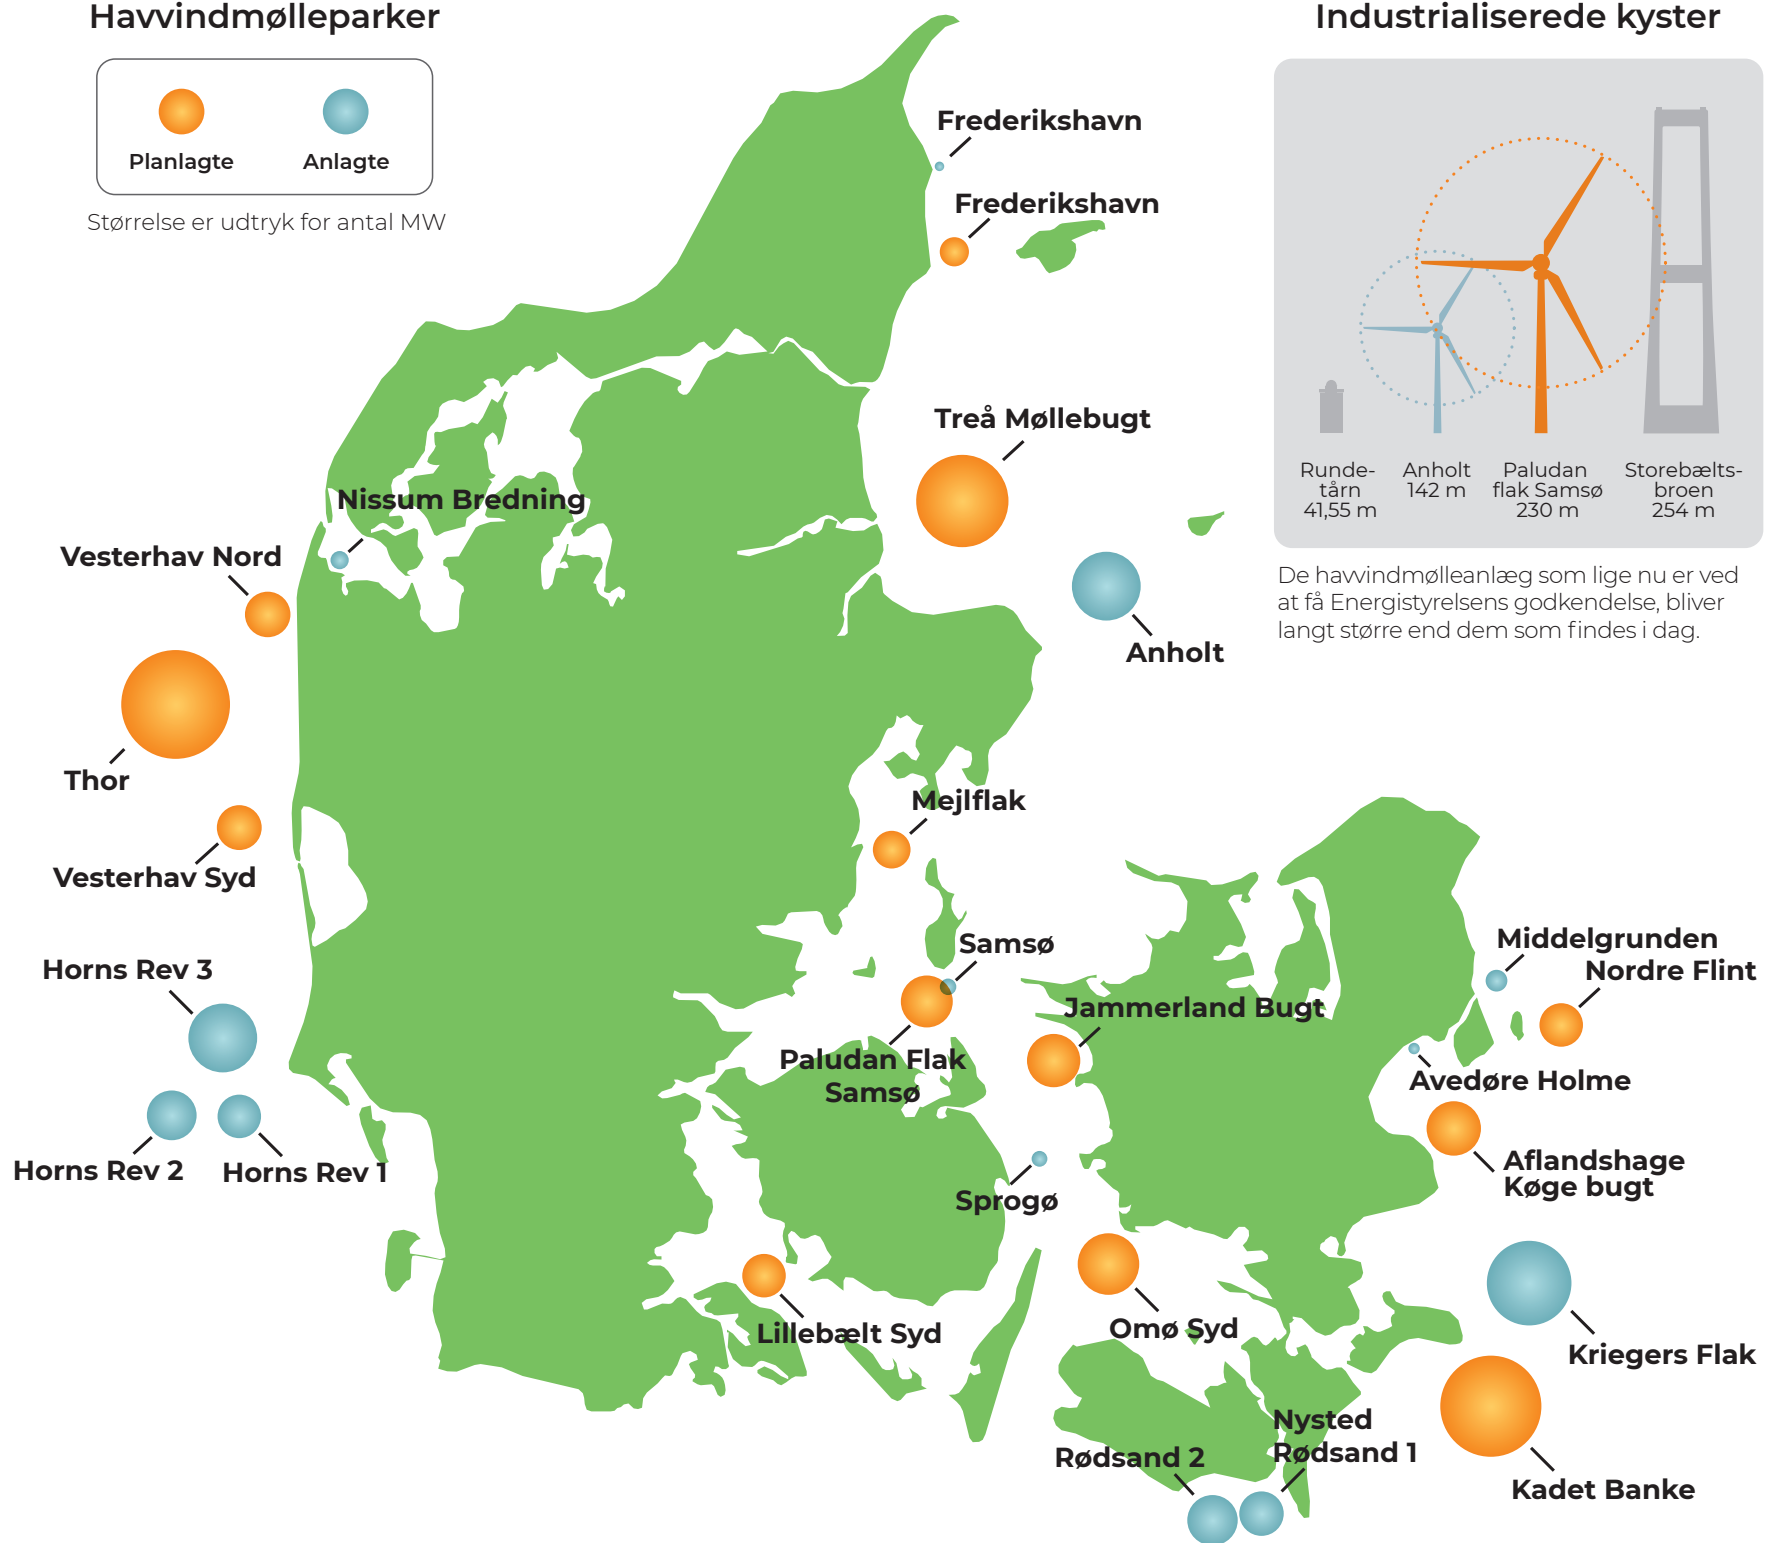 Havvindmølleparker
Planlagte
Anlagte
Størrelse er udtryk for antal MW
Industrialiserede kyster
Runde-
tårn
41,55 m
Anholt
142 m
Paludan
flak Samsø
230 m
Storebælts-
broen
254 m
De havvindmølleanlæg som lige nu er ved
at få Energistyrelsens godkendelse, bliver
langt større end dem som findes i dag.
Frederikshavn
Frederikshavn
Treå Møllebugt
Nissum Bredning
Vesterhav Nord
Anholt
Thor
Mejlflak
Vesterhav Syd
Samsø
Middelgrunden
Nordre Flint
Horns Rev 3
Jammerland Bugt
Paludan Flak
Samsø
Avedøre Holme
Horns Rev 2
Horns Rev 1
Aflandshage
Køge bugt
Sprogø
Lillebælt Syd
Omø Syd
Kriegers Flak
Nysted
Rødsand 1
Rødsand 2
Kadet Banke